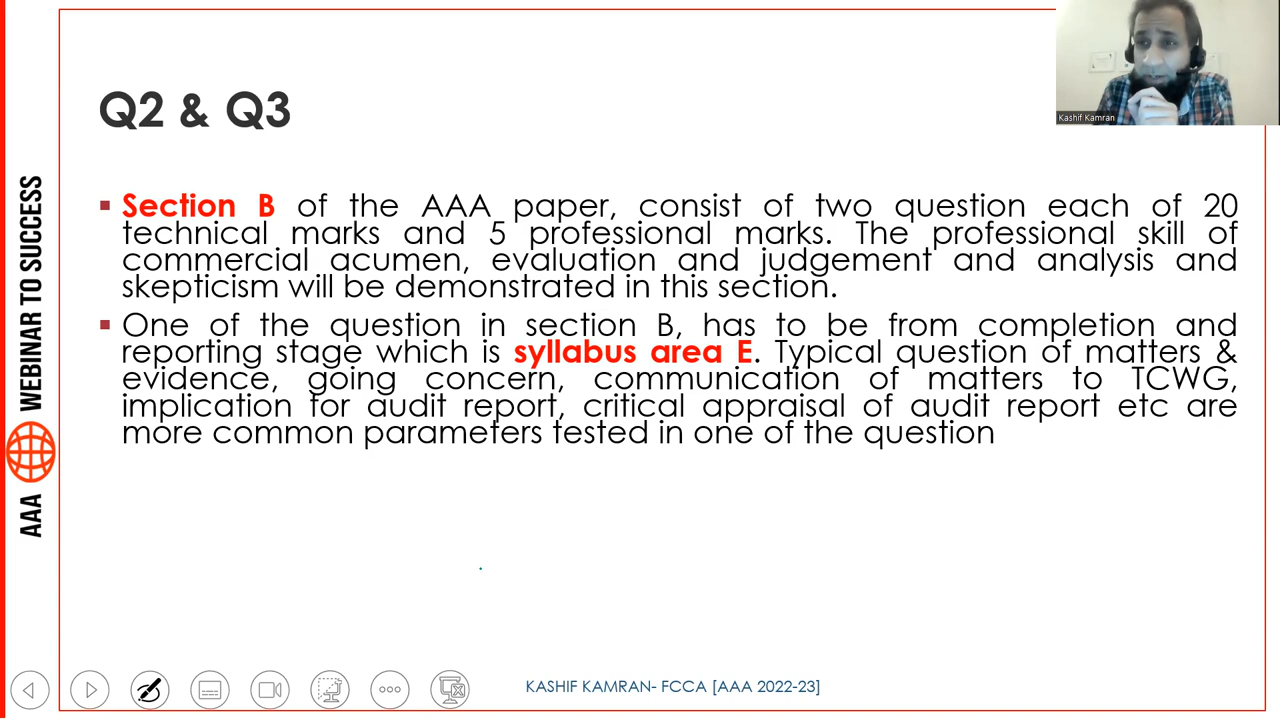 Q2 & Q3
Kashif Kamran
▪ Section B of the AAA paper, consist of two question each of 20
technical marks and 5 professional marks. The professional skill of
commercial acumen, evaluation and judgement and analysis and
skepticism will be demonstrated in this section.
▪ One of the question in section B, has to be from completion and
reporting stage which is syllabus area E. Typical question of matters &
evidence, going concern, communication of matters to TCWG,
implication for audit report, critical appraisal of audit report etc are
more common parameters tested in one of the question
AAA WEBINAR TO SUCCESS
KASHIF KAMRAN- FCCA [AAA 2022-23]